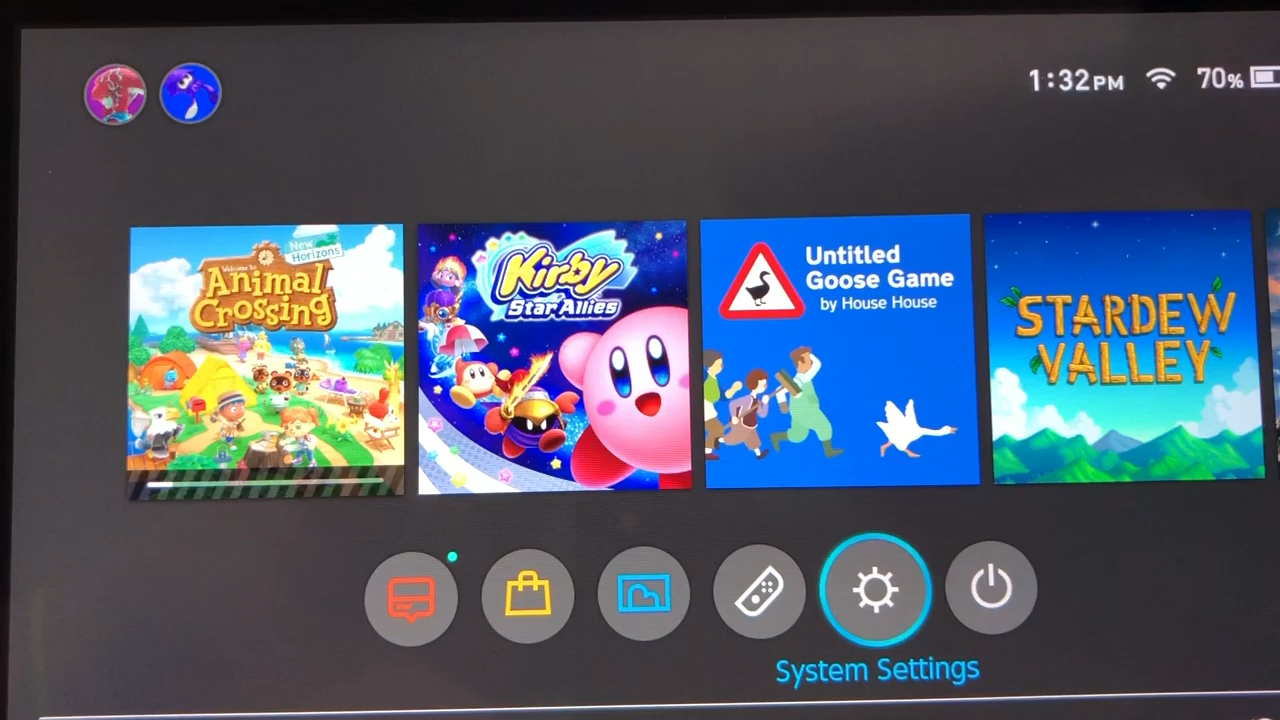 1:32PM 70%
New
Horizons
Welcome to
Animal
Crossing
Kirby
Star Allies
Untitled
Goose Game
by House House
STARDEW
VALLEY
System Settings